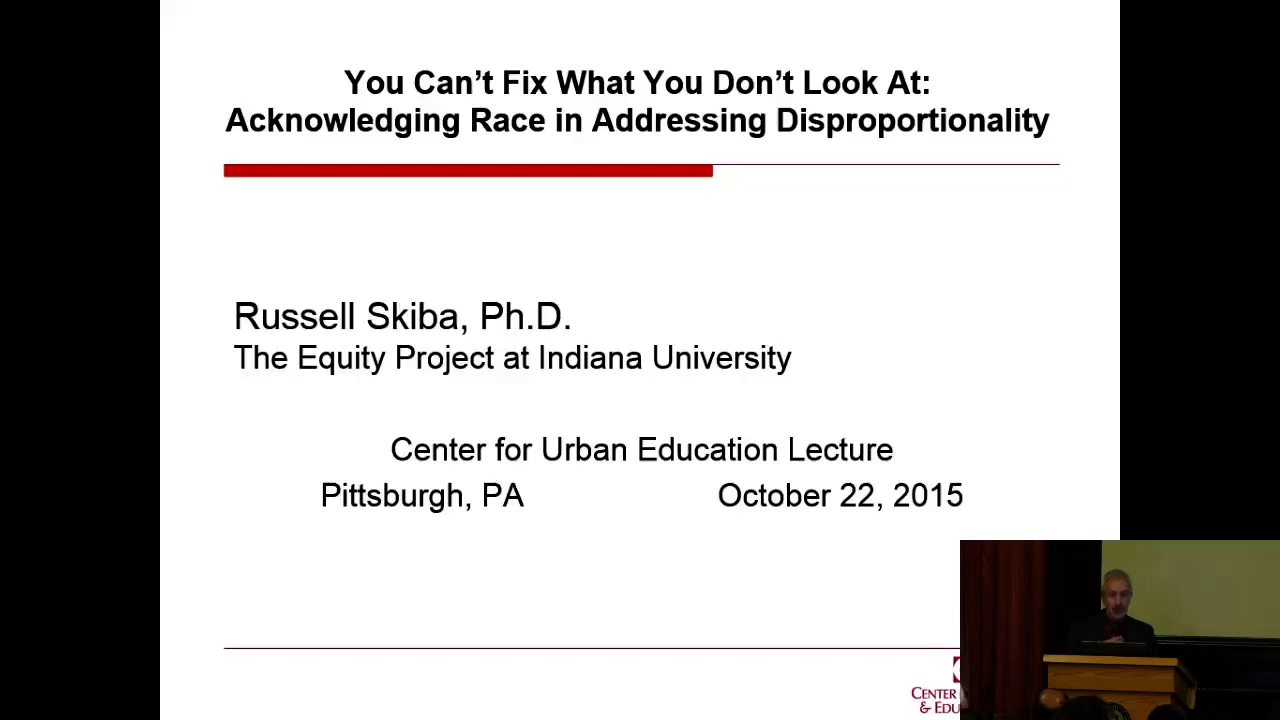 You Can’t Fix What You Don’t Look At:
Acknowledging Race in Addressing Disproportionality
Russell Skiba, Ph.D.
The Equity Project at Indiana University
Center for Urban Education Lecture
Pittsburgh, PA October 22, 2015
CENTER
&